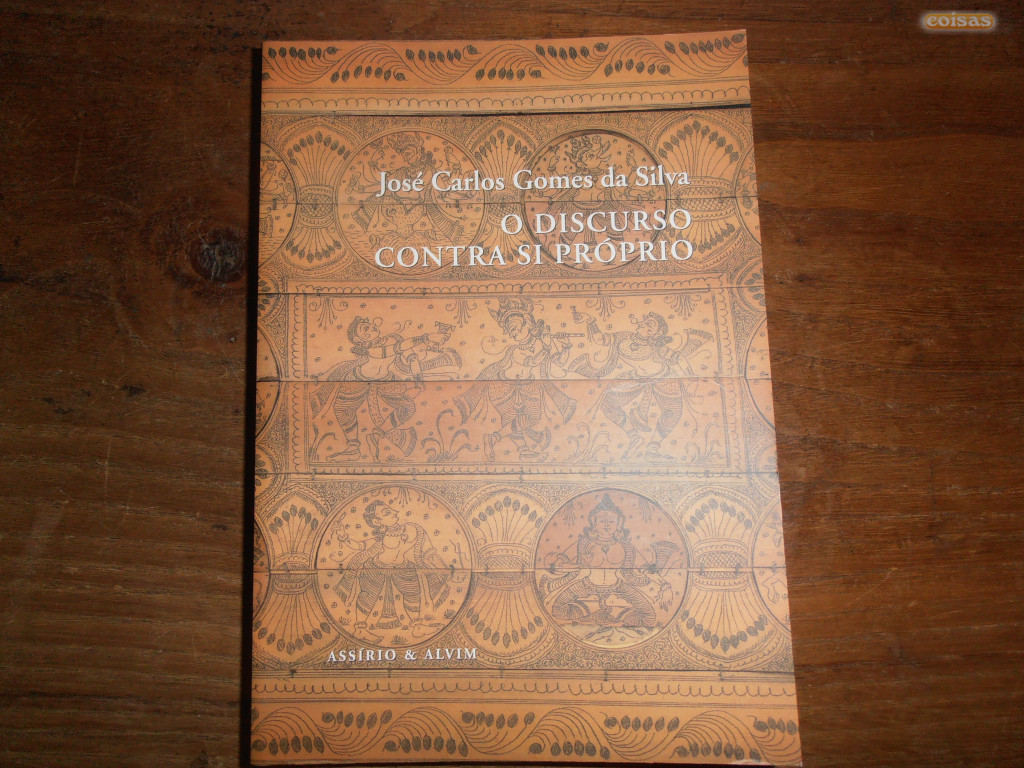 coisas
José Carlos Gomes da Silva
O DISCURSO
CONTRA SI PRÓPRIO
ASSÍRIO & ALVIM